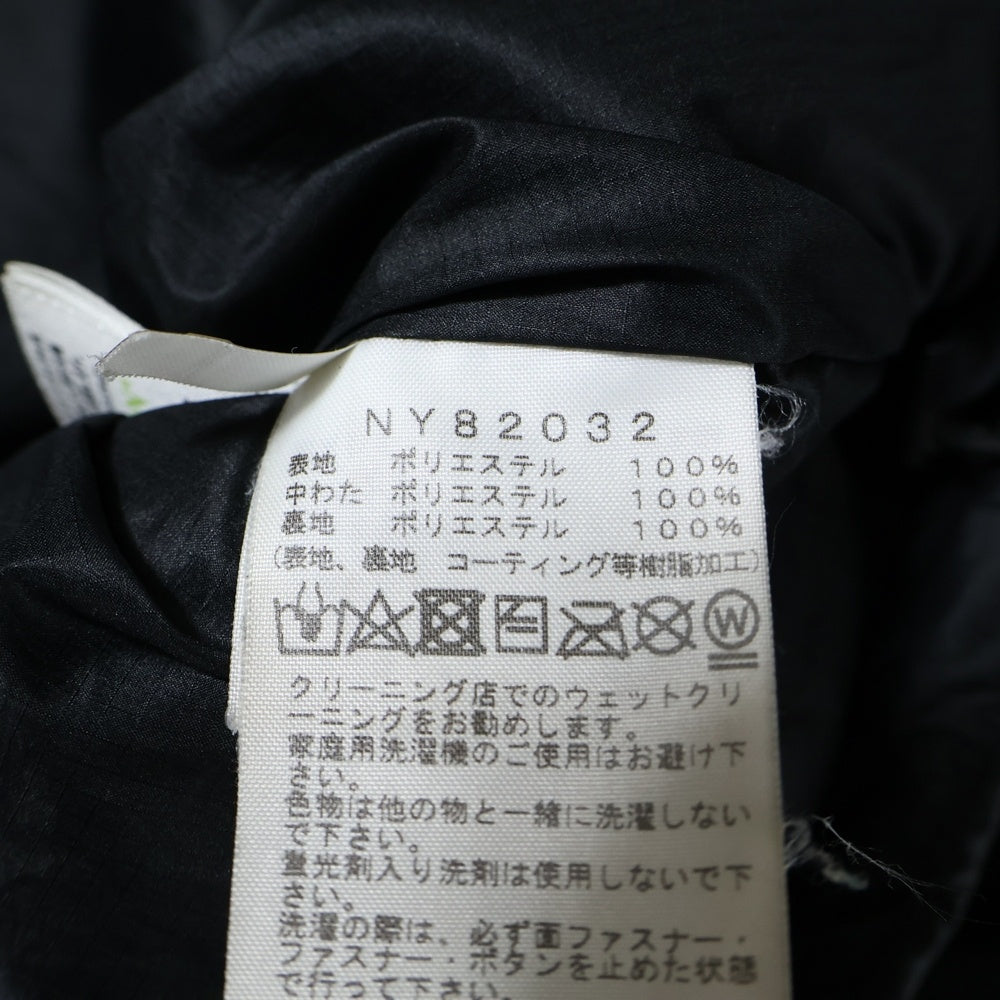 NY82032
表地 ポリエステル 100%
中わた ポリエステル 100%
裏地 ポリエステル 100%
(表地、裏地 コーティング等樹脂加工)
W
クリーニング店でのウェットクリ
ーニングをお勧めします。
家庭用洗濯機のご使用はお避け下
さい。
色物は他の物と一緒に洗濯しない
で下さい。
蛍光剤入り洗剤は使用しないで下
さい。
洗濯の際は、必ず面ファスナー・
ファスナー・ボタンを止めた状態
で行って下さい。